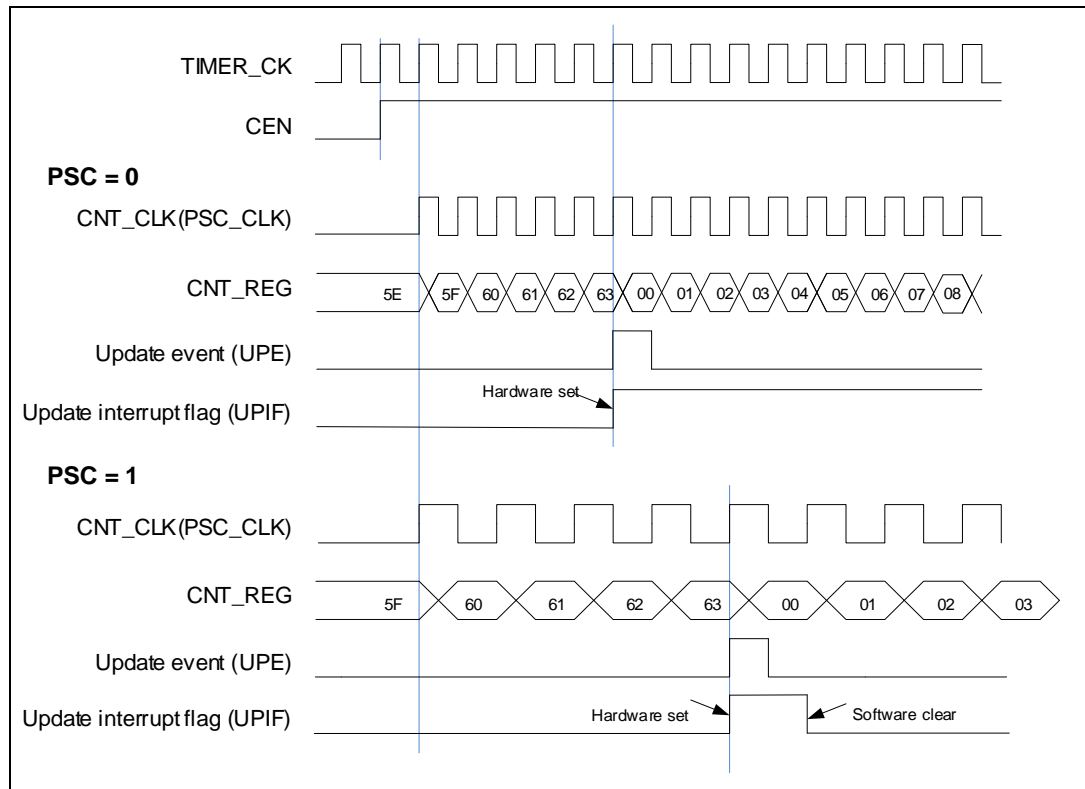 TIMER_CK
CEN
PSC = 0
CNT_CLK(PSC_CLK)
CNT_REG 5E 5F 60 61 62 63 00 01 02 03 04 05 06 07 08
Update event (UPE)
Hardware set
Update interrupt flag (UPIF)
PSC = 1
CNT_CLK(PSC_CLK)
CNT_REG 5F 60 61 62 63 00 01 02 03
Update event (UPE)
Update interrupt flag (UPIF) Hardware set Software clear